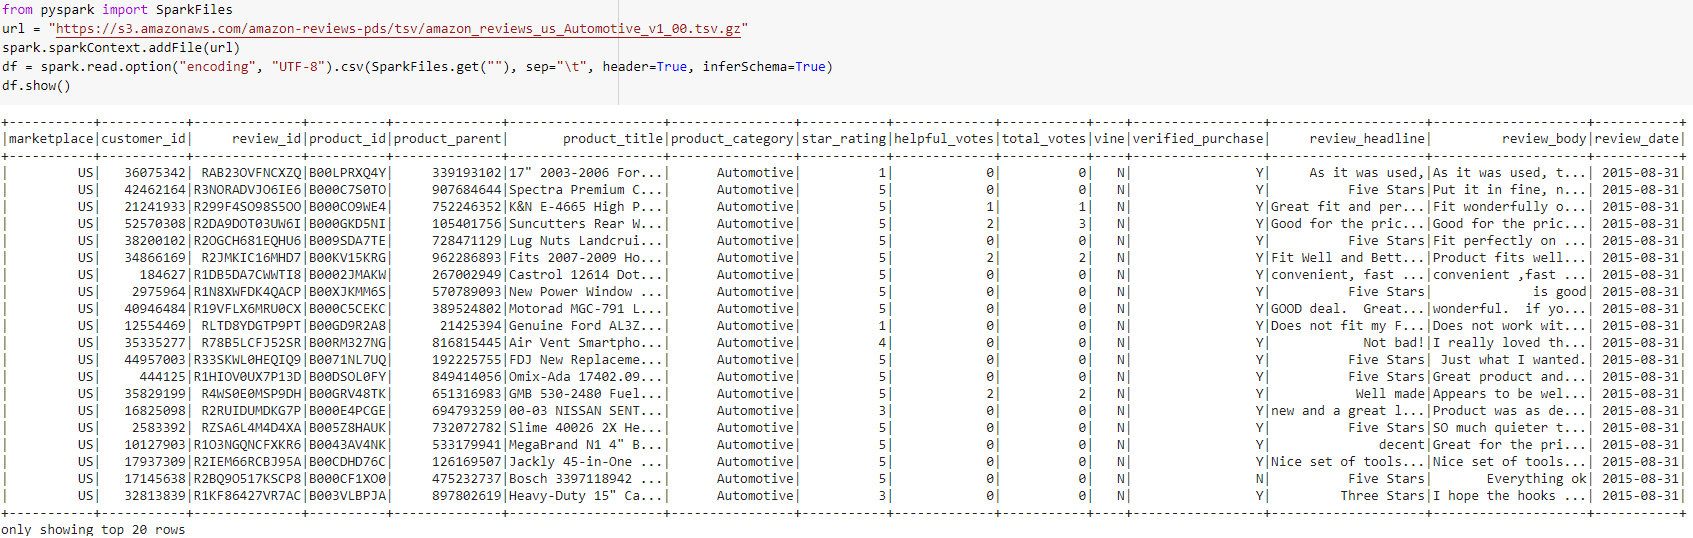 from pyspark import SparkFiles
url = "https://s3.amazonaws.com/amazon-reviews-pds/tsv/amazon_reviews_us_Automotive_v1_00.tsv.gz"
spark.sparkContext.addFile(url)
df = spark.read.option("encoding", "UTF-8").csv(SparkFiles.get(""), sep="\t", header=True, inferSchema=True)
df.show()
+-----------+-----------+--------------+----------+--------------+--------------------+----------------+-----------+-------------+-----------+----+-----------------+--------------------+--------------------+-----------+
|marketplace|customer_id|     review_id|product_id|product_parent|       product_title|product_category|star_rating|helpful_votes|total_votes|vine|verified_purchase|     review_headline|         review_body|review_date|
+-----------+-----------+--------------+----------+--------------+--------------------+----------------+-----------+-------------+-----------+----+-----------------+--------------------+--------------------+-----------+
|         US|   36075342| RAB23OVFNCXZQ|B00LPRXQ4Y|     339193102|17" 2003-2006 For...|      Automotive|          1|            0|          0|   N|                Y|     As it was used,|As it was used, t...| 2015-08-31|
|         US|   42462164|R3NORADVJO6IE6|B000C7S0TO|     907684644|Spectra Premium C...|      Automotive|          5|            0|          0|   N|                Y|          Five Stars|Put it in fine, n...| 2015-08-31|
|         US|   21241933|R299F4SO98S5OO|B000CO9WE4|     752246352|K&N E-4665 High P...|      Automotive|          5|            1|          1|   N|                Y|Great fit and per...|Fit wonderfully o...| 2015-08-31|
|         US|   52570308|R2DA9DOT03UW6I|B000GKD5NI|     105401756|Suncutters Rear W...|      Automotive|          5|            2|          3|   N|                Y|Good for the pric...|Good for the pric...| 2015-08-31|
|         US|   38200102|R2OGCH681EQHU6|B009SDA7TE|     728471129|Lug Nuts Landcrui...|      Automotive|          5|            0|          0|   N|                Y|          Five Stars|Fit perfectly on ...| 2015-08-31|
|         US|   34866169| R2JMKIC16MHD7|B00KV15KRG|     962286893|Fits 2007-2009 Ho...|      Automotive|          5|            2|          2|   N|                Y|Fit Well and Bett...|Product fits well...| 2015-08-31|
|         US|     184627|R1DB5DA7CWWTI8|B0002JMAKW|     267002949|Castrol 12614 Dot...|      Automotive|          5|            0|          0|   N|                Y|convenient, fast ...|convenient ,fast ...| 2015-08-31|
|         US|    2975964|R1N8XWFDK4QACP|B00XJKMM6S|     570789093|New Power Window ...|      Automotive|          5|            0|          0|   N|                Y|          Five Stars|             is good| 2015-08-31|
|         US|   40946484|R19VFLX6MRU0CX|B000C5CEKC|     389524802|Motorad MGC-791 L...|      Automotive|          5|            0|          0|   N|                Y|GOOD deal.  Great...|wonderful.  if yo...| 2015-08-31|
|         US|   12554469| RLTD8YDGTP9PT|B00GD9R2A8|      21425394|Genuine Ford AL3Z...|      Automotive|          1|            0|          0|   N|                Y|Does not fit my F...|Does not work wit...| 2015-08-31|
|         US|   35335277| R78B5LCFJ52SR|B00RM327NG|     816815445|Air Vent Smartpho...|      Automotive|          4|            0|          0|   N|                Y|            Not bad!|I really loved th...| 2015-08-31|
|         US|   44957003|R33SKWL0HEQIQ9|B0071NL7UQ|     192225755|FDJ New Replaceme...|      Automotive|          5|            0|          0|   N|                Y|          Five Stars| Just what I wanted.| 2015-08-31|
|         US|     444125|R1HIOV0UX7P13D|B00DSOL0FY|     849414056|Omix-Ada 17402.09...|      Automotive|          5|            0|          0|   N|                Y|          Five Stars|Great product and...| 2015-08-31|
|         US|   35829199| R4WS0E0MSP9DH|B00GRV48TK|     651316983|GMB 530-2480 Fuel...|      Automotive|          5|            2|          2|   N|                Y|           Well made|Appears to be wel...| 2015-08-31|
|         US|   16825098| R2RUIDUMDKG7P|B000E4PCGE|     694793259|00-03 NISSAN SENT...|      Automotive|          3|            0|          0|   N|                Y|new and a great l...|Product was as de...| 2015-08-31|
|         US|    2583392| RZSA6L4M4D4XA|B005Z8HAUK|     732072782|Slime 40026 2X He...|      Automotive|          5|            0|          0|   N|                Y|          Five Stars|SO much quieter t...| 2015-08-31|
|         US|   10127903|R1O3NGQNCFXKR6|B0043AV4NK|     533179941|MegaBrand N1 4" B...|      Automotive|          3|            0|          0|   N|                Y|              decent|Great for the pri...| 2015-08-31|
|         US|   17937309|R2IEM66RCBJ95A|B00CDHD76C|     126169507|Jackly 45-in-One ...|      Automotive|          5|            0|          0|   N|                Y|Nice set of tools...|Nice set of tools...| 2015-08-31|
|         US|   17145638|R2BQ9O517KSCP8|B000CF1XO0|     475232737|Bosch 3397118942 ...|      Automotive|          5|            0|          0|   N|                N|          Five Stars|       Everything ok| 2015-08-31|
|         US|   32813839|R1KF86427VR7AC|B003VLBPJA|     897802619|Heavy-Duty 15" Ca...|      Automotive|          3|            0|          0|   N|                Y|         Three Stars|I hope the hooks ...| 2015-08-31|
+-----------+-----------+--------------+----------+--------------+--------------------+----------------+-----------+-------------+-----------+----+-----------------+--------------------+--------------------+-----------+
only showing top 20 rows